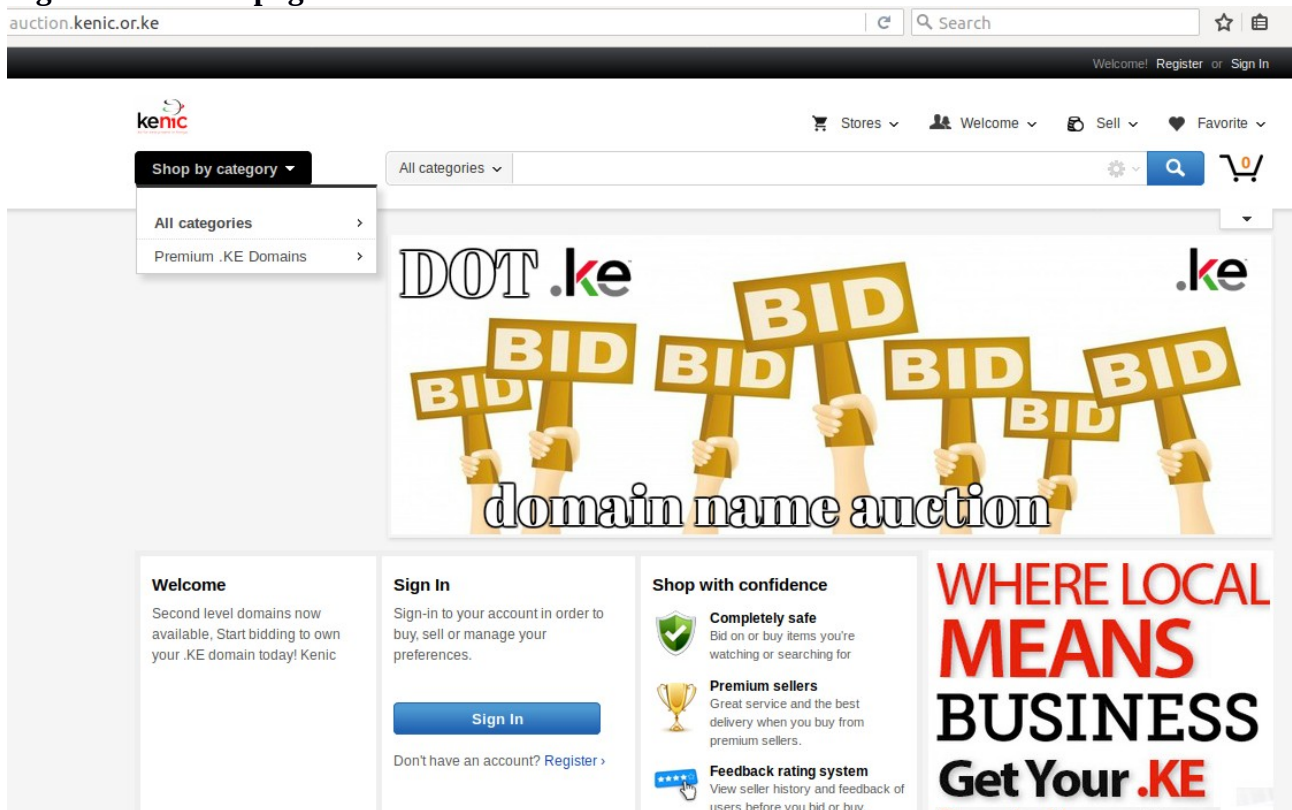 auction.kenic.or.ke
Search
Welcome! Register or Sign In
kenic
Stores
Welcome
Sell
Favorite
Shop by category
All categories
0
All categories
Premium .KE Domains
DOT .ke
.ke
BID
BID
BID
BID
BID
BID
BID
domain name auction
Welcome
Second level domains now
available, Start bidding to own
your .KE domain today! Kenic
Sign In
Sign-in to your account in order to
buy, sell or manage your
preferences.
Sign In
Don't have an account? Register ›
Shop with confidence
Completely safe
Bid on or buy items you're
watching or searching for
Premium sellers
Great service and the best
delivery when you buy from
premium sellers.
Feedback rating system
View seller history and feedback of
users before you bid or buy
WHERE LOCAL
MEANS
BUSINESS
Get Your .KE